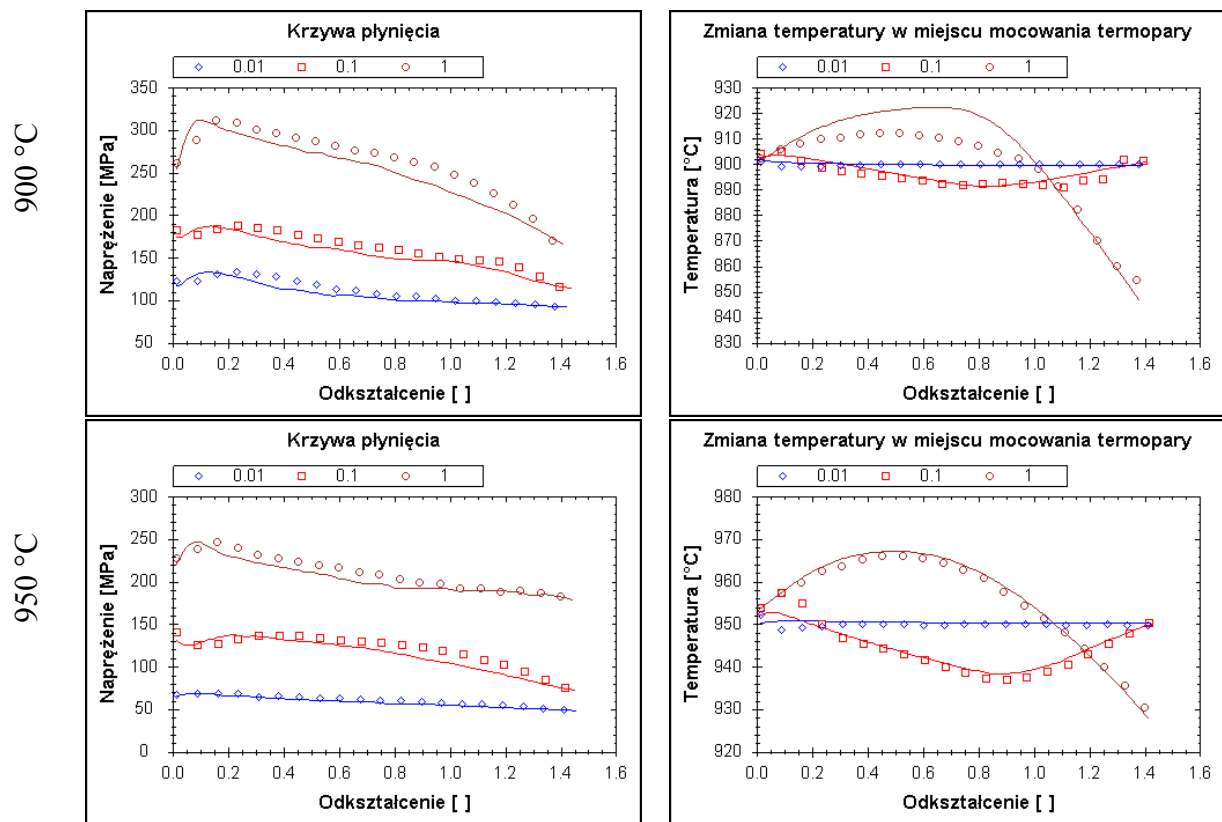 900 °C
Krzywa płynięcia
0.01 0.1 1
Naprężenie [MPa]
350
300
250
200
150
100
50
0.0 0.2 0.4 0.6 0.8 1.0 1.2 1.4 1.6
Odkształcenie [ ]
Zmiana temperatury w miejscu mocowania termopary
0.01 0.1 1
Temperatura [°C]
930
920
910
900
890
880
870
860
850
840
830
0.0 0.2 0.4 0.6 0.8 1.0 1.2 1.4 1.6
Odkształcenie [ ]
950 °C
Krzywa płynięcia
0.01 0.1 1
Naprężenie [MPa]
300
250
200
150
100
50
0
0.0 0.2 0.4 0.6 0.8 1.0 1.2 1.4 1.6
Odkształcenie [ ]
Zmiana temperatury w miejscu mocowania termopary
0.01 0.1 1
Temperatura [°C]
980
970
960
950
940
930
920
0.0 0.2 0.4 0.6 0.8 1.0 1.2 1.4 1.6
Odkształcenie [ ]